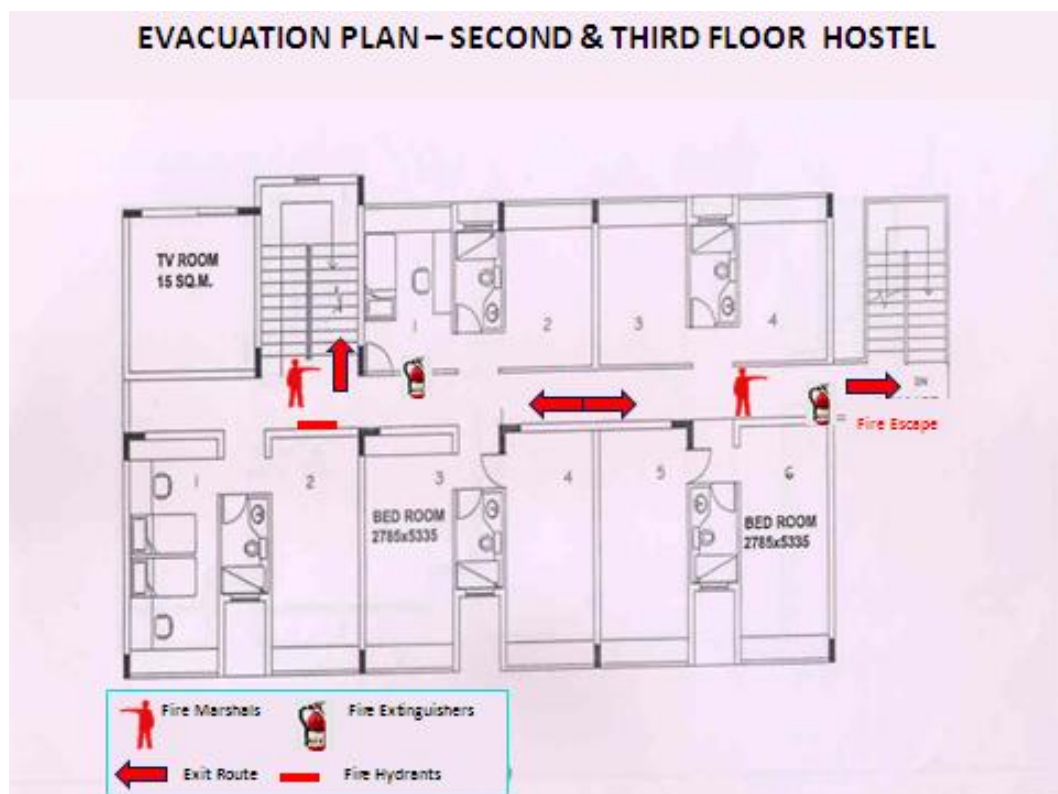 EVACUATION PLAN – SECOND & THIRD FLOOR HOSTEL
TV ROOM
15 SQ.M.
1
2
3
4
DN
Fire Escape
1
2
3
4
5
6
BED ROOM
2785x5335
BED ROOM
2785x5335
Fire Marshals
Fire Extinguishers
Exit Route
Fire Hydrants